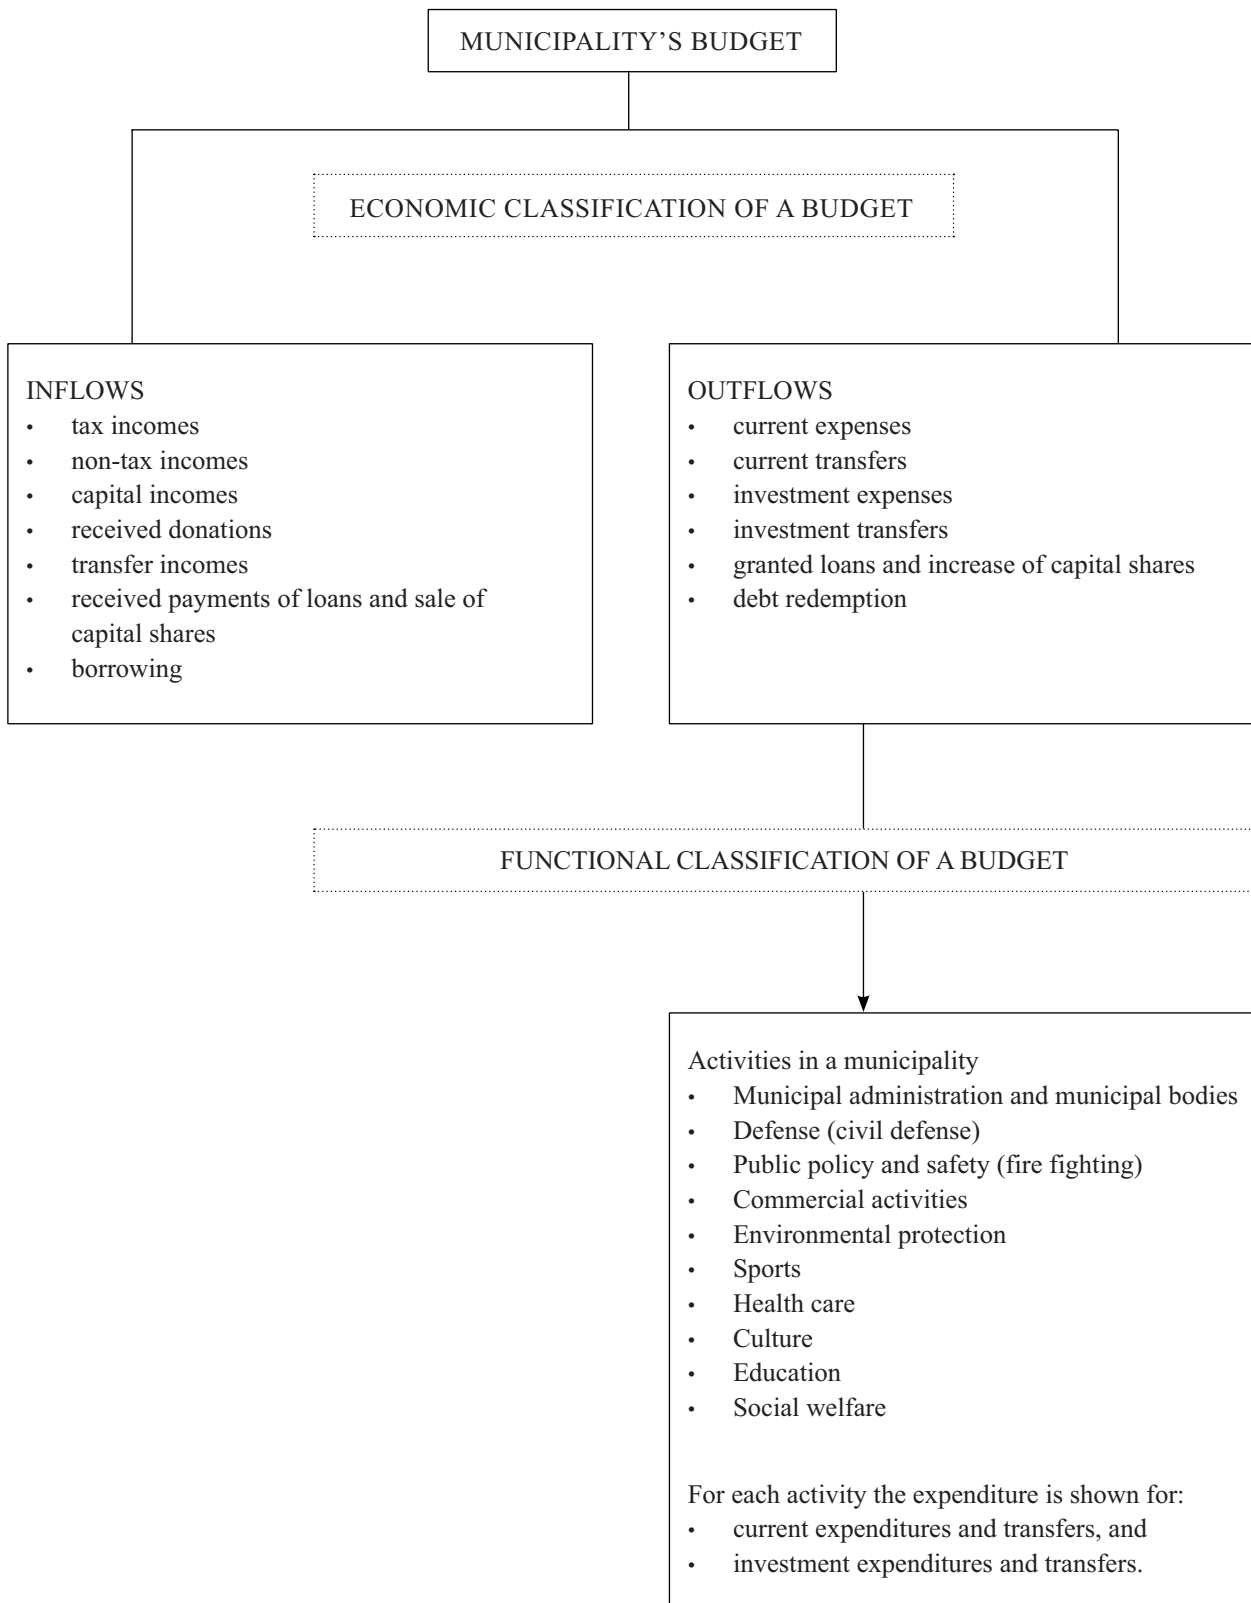 MUNICIPALITY’S BUDGET
ECONOMIC CLASSIFICATION OF A BUDGET
INFLOWS
• tax incomes
• non-tax incomes
• capital incomes
• received donations
• transfer incomes
• received payments of loans and sale of
capital shares
• borrowing
OUTFLOWS
• current expenses
• current transfers
• investment expenses
• investment transfers
• granted loans and increase of capital shares
• debt redemption
FUNCTIONAL CLASSIFICATION OF A BUDGET
Activities in a municipality
• Municipal administration and municipal bodies
• Defense (civil defense)
• Public policy and safety (fire fighting)
• Commercial activities
• Environmental protection
• Sports
• Health care
• Culture
• Education
• Social welfare
For each activity the expenditure is shown for:
• current expenditures and transfers, and
• investment expenditures and transfers.